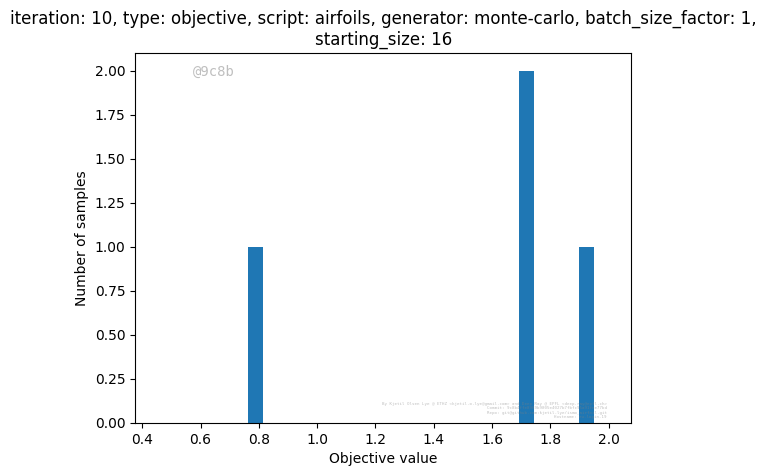 iteration: 10, type: objective, script: airfoils, generator: monte-carlo, batch_size_factor: 1,
starting_size: 16
@9c8b
2.00
1.75
1.50
1.25
1.00
0.75
0.50
0.25
0.00
Number of samples
0.4 0.6 0.8 1.0 1.2 1.4 1.6 1.8 2.0
Objective value